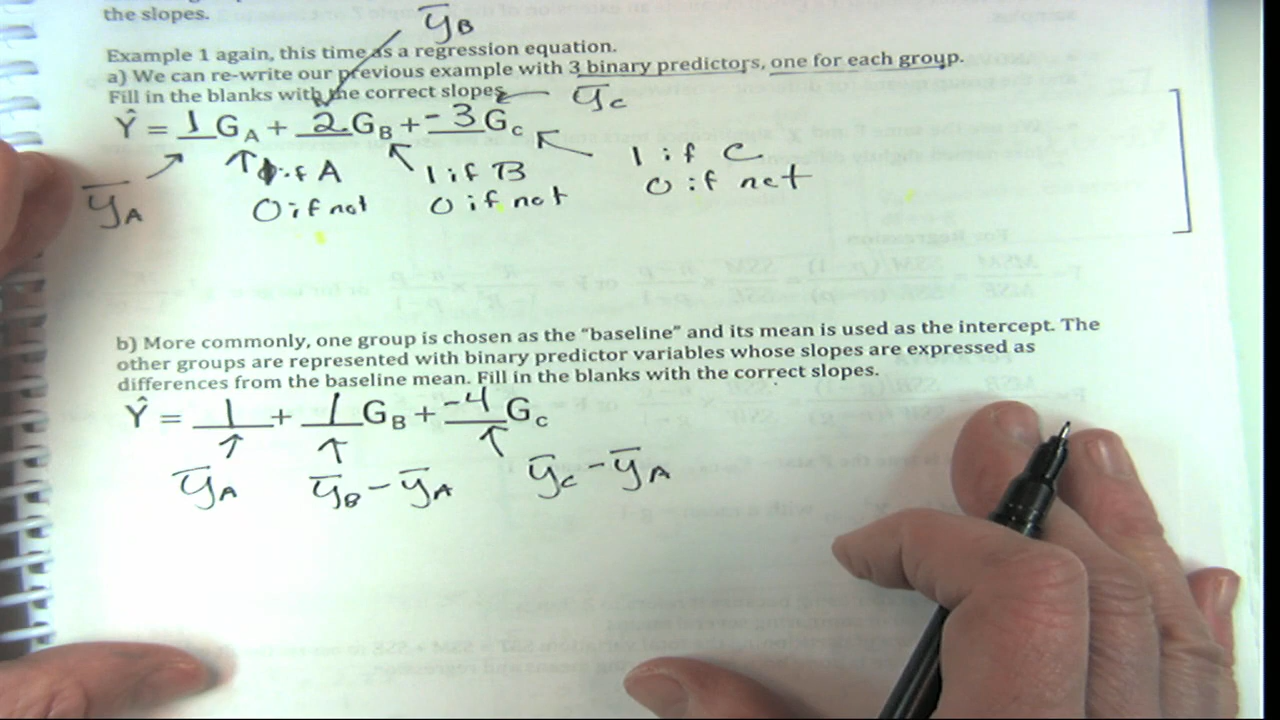 the slopes.
ȳB
Example 1 again, this time as a regression equation.
a) We can re-write our previous example with 3 binary predictors, one for each group.
Fill in the blanks with the correct slopes ȳC
Ŷ = 1 GA + 2 GB + -3 GC
ȳA
1 if A
0 if not
1 if B
0 if not
1 if C
0 if not
b) More commonly, one group is chosen as the "baseline" and its mean is used as the intercept. The
other groups are represented with binary predictor variables whose slopes are expressed as
differences from the baseline mean. Fill in the blanks with the correct slopes.
Ŷ = 1 + 1 GB + -4 GC
ȳA ȳB - ȳA ȳC - ȳA